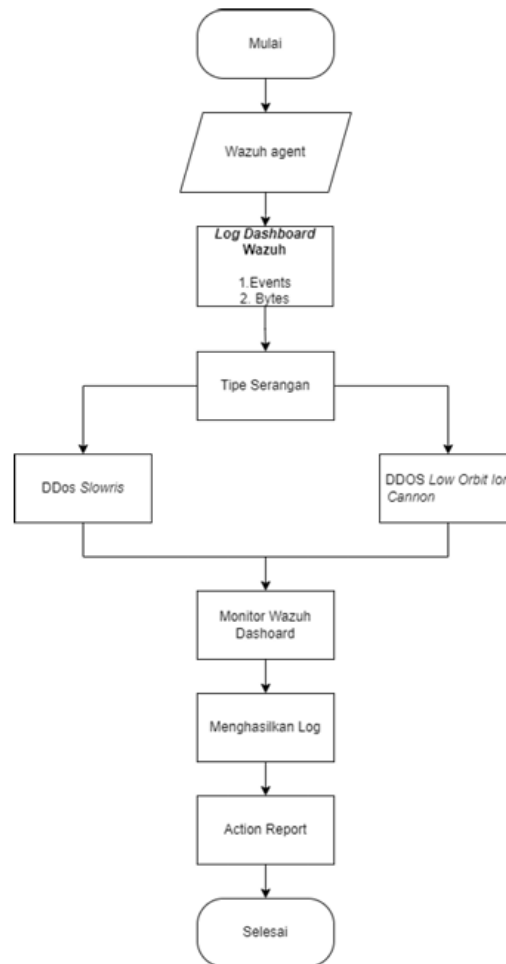 Mulai
Wazuh agent
Log Dashboard
Wazuh
1.Events
2. Bytes
Tipe Serangan
DDos Slowris
DDOS Low Orbit Ion
Cannon
Monitor Wazuh
Dashoard
Menghasilkan Log
Action Report
Selesai